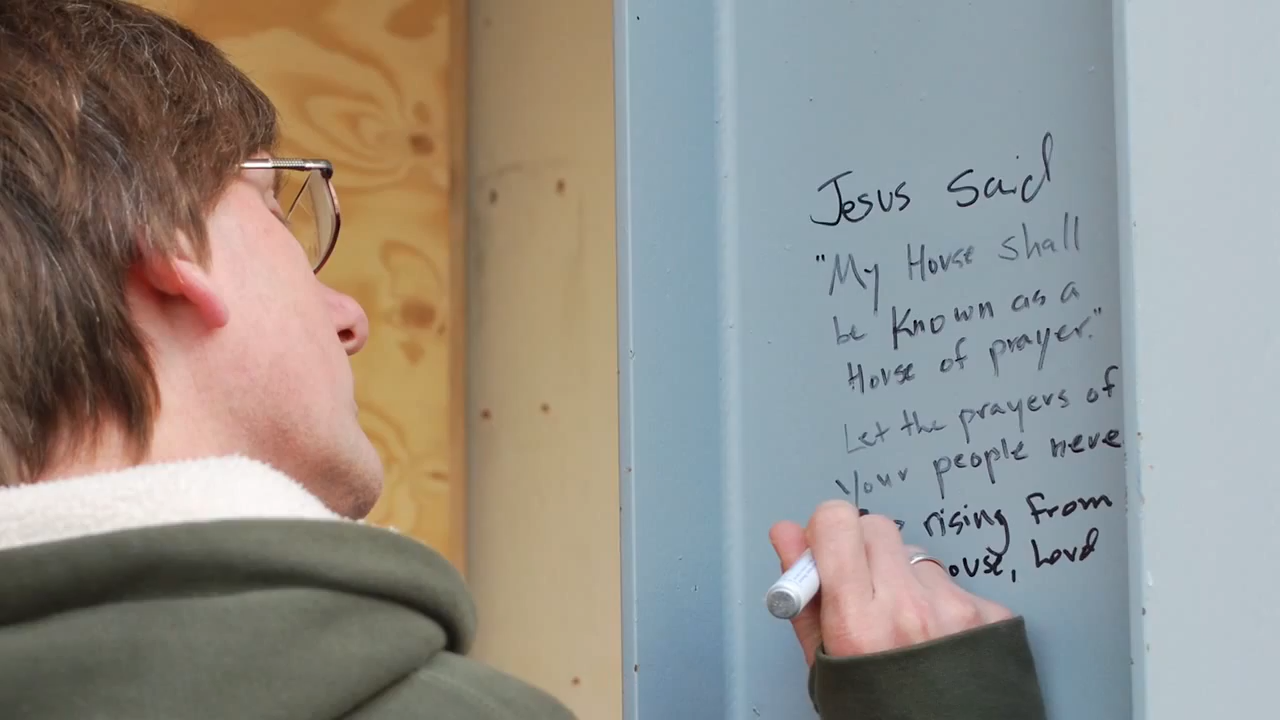 Jesus Said
"My House shall
be Known as a
House of prayer."
Let the prayers of
Your people neve
rising from
ouse, Lord